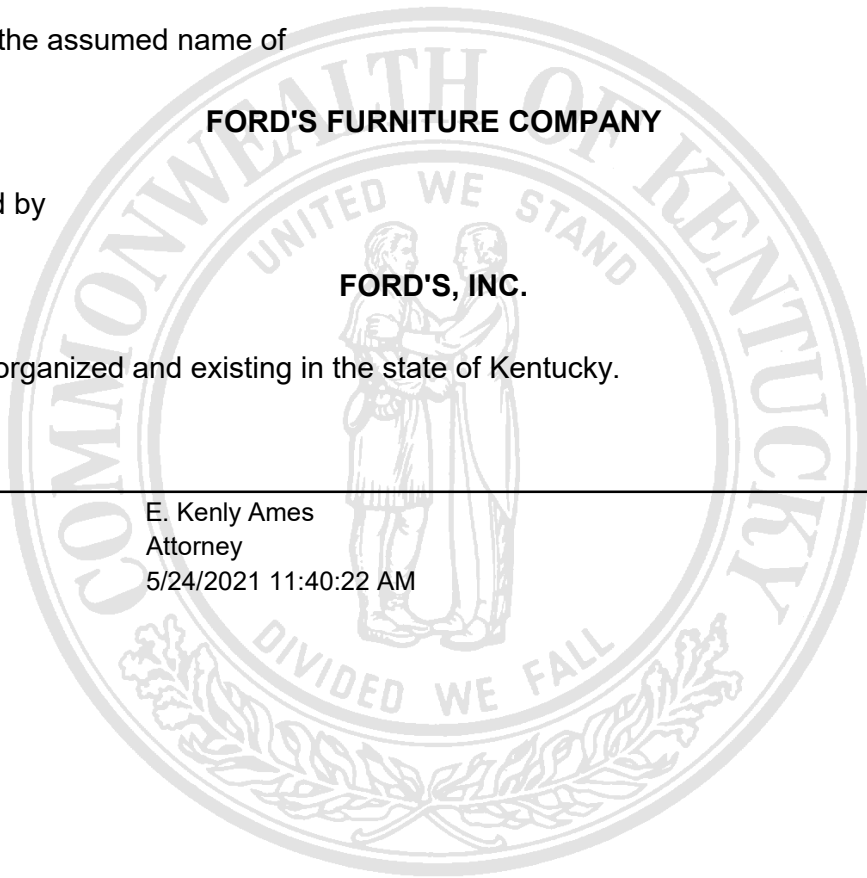 the assumed name of
FORD'S FURNITURE COMPANY
d by
FORD'S, INC.
organized and existing in the state of Kentucky.
E. Kenly Ames
Attorney
5/24/2021 11:40:22 AM
COMMONWEALTH OF KENTUCKY
UNITED WE STAND
DIVIDED WE FALL